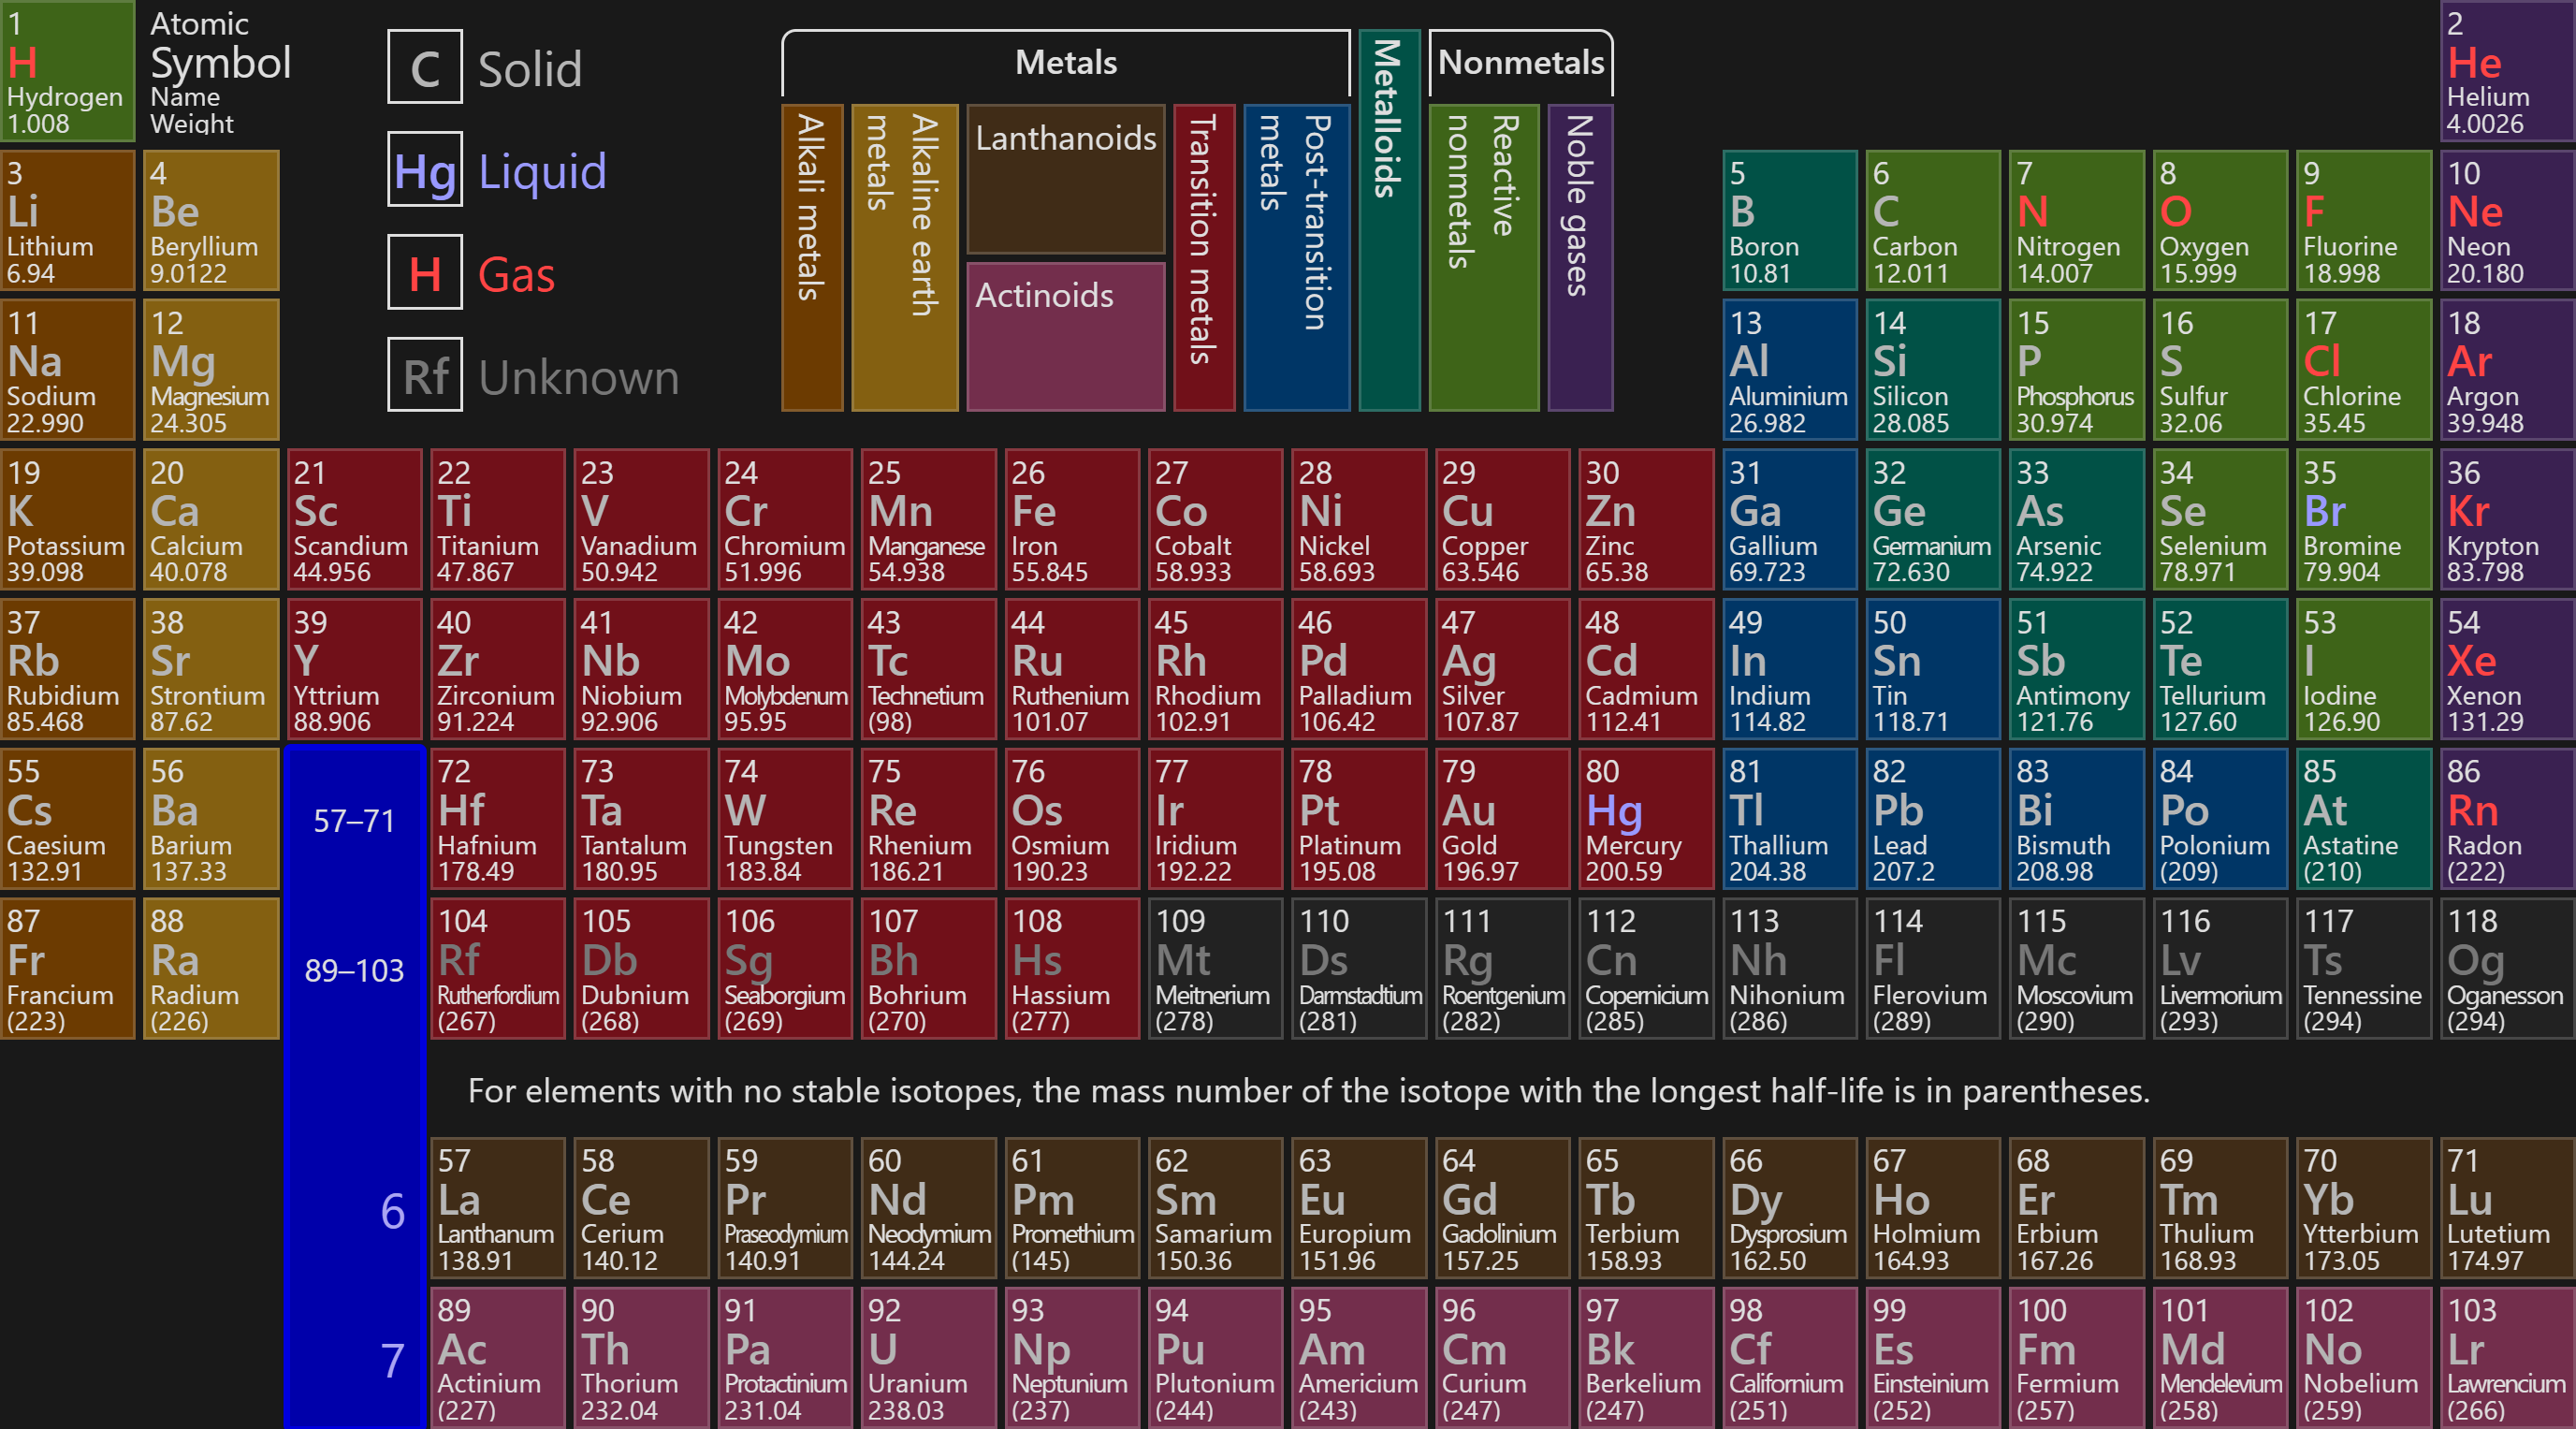 1
H
Hydrogen
1.008
Atomic
Symbol
Name
Weight
C Solid
Hg Liquid
H Gas
Rf Unknown
Metals
Metalloids
Nonmetals
Alkali metals
Alkaline earth
metals
Lanthanoids
Actinoids
Transition metals
Post-transition
metals
Reactive
nonmetals
Noble gases
2
He
Helium
4.0026
3
Li
Lithium
6.94
4
Be
Beryllium
9.0122
5
B
Boron
10.81
6
C
Carbon
12.011
7
N
Nitrogen
14.007
8
O
Oxygen
15.999
9
F
Fluorine
18.998
10
Ne
Neon
20.180
11
Na
Sodium
22.990
12
Mg
Magnesium
24.305
13
Al
Aluminium
26.982
14
Si
Silicon
28.085
15
P
Phosphorus
30.974
16
S
Sulfur
32.06
17
Cl
Chlorine
35.45
18
Ar
Argon
39.948
19
K
Potassium
39.098
20
Ca
Calcium
40.078
21
Sc
Scandium
44.956
22
Ti
Titanium
47.867
23
V
Vanadium
50.942
24
Cr
Chromium
51.996
25
Mn
Manganese
54.938
26
Fe
Iron
55.845
27
Co
Cobalt
58.933
28
Ni
Nickel
58.693
29
Cu
Copper
63.546
30
Zn
Zinc
65.38
31
Ga
Gallium
69.723
32
Ge
Germanium
72.630
33
As
Arsenic
74.922
34
Se
Selenium
78.971
35
Br
Bromine
79.904
36
Kr
Krypton
83.798
37
Rb
Rubidium
85.468
38
Sr
Strontium
87.62
39
Y
Yttrium
88.906
40
Zr
Zirconium
91.224
41
Nb
Niobium
92.906
42
Mo
Molybdenum
95.95
43
Tc
Technetium
(98)
44
Ru
Ruthenium
101.07
45
Rh
Rhodium
102.91
46
Pd
Palladium
106.42
47
Ag
Silver
107.87
48
Cd
Cadmium
112.41
49
In
Indium
114.82
50
Sn
Tin
118.71
51
Sb
Antimony
121.76
52
Te
Tellurium
127.60
53
I
Iodine
126.90
54
Xe
Xenon
131.29
55
Cs
Caesium
132.91
56
Ba
Barium
137.33
57–71
72
Hf
Hafnium
178.49
73
Ta
Tantalum
180.95
74
W
Tungsten
183.84
75
Re
Rhenium
186.21
76
Os
Osmium
190.23
77
Ir
Iridium
192.22
78
Pt
Platinum
195.08
79
Au
Gold
196.97
80
Hg
Mercury
200.59
81
Tl
Thallium
204.38
82
Pb
Lead
207.2
83
Bi
Bismuth
208.98
84
Po
Polonium
(209)
85
At
Astatine
(210)
86
Rn
Radon
(222)
87
Fr
Francium
(223)
88
Ra
Radium
(226)
89–103
104
Rf
Rutherfordium
(267)
105
Db
Dubnium
(268)
106
Sg
Seaborgium
(269)
107
Bh
Bohrium
(270)
108
Hs
Hassium
(277)
109
Mt
Meitnerium
(278)
110
Ds
Darmstadtium
(281)
111
Rg
Roentgenium
(282)
112
Cn
Copernicium
(285)
113
Nh
Nihonium
(286)
114
Fl
Flerovium
(289)
115
Mc
Moscovium
(290)
116
Lv
Livermorium
(293)
117
Ts
Tennessine
(294)
118
Og
Oganesson
(294)
For elements with no stable isotopes, the mass number of the isotope with the longest half-life is in parentheses.
6
57
La
Lanthanum
138.91
58
Ce
Cerium
140.12
59
Pr
Praseodymium
140.91
60
Nd
Neodymium
144.24
61
Pm
Promethium
(145)
62
Sm
Samarium
150.36
63
Eu
Europium
151.96
64
Gd
Gadolinium
157.25
65
Tb
Terbium
158.93
66
Dy
Dysprosium
162.50
67
Ho
Holmium
164.93
68
Er
Erbium
167.26
69
Tm
Thulium
168.93
70
Yb
Ytterbium
173.05
71
Lu
Lutetium
174.97
7
89
Ac
Actinium
(227)
90
Th
Thorium
232.04
91
Pa
Protactinium
231.04
92
U
Uranium
238.03
93
Np
Neptunium
(237)
94
Pu
Plutonium
(244)
95
Am
Americium
(243)
96
Cm
Curium
(247)
97
Bk
Berkelium
(247)
98
Cf
Californium
(251)
99
Es
Einsteinium
(252)
100
Fm
Fermium
(257)
101
Md
Mendelevium
(258)
102
No
Nobelium
(259)
103
Lr
Lawrencium
(266)